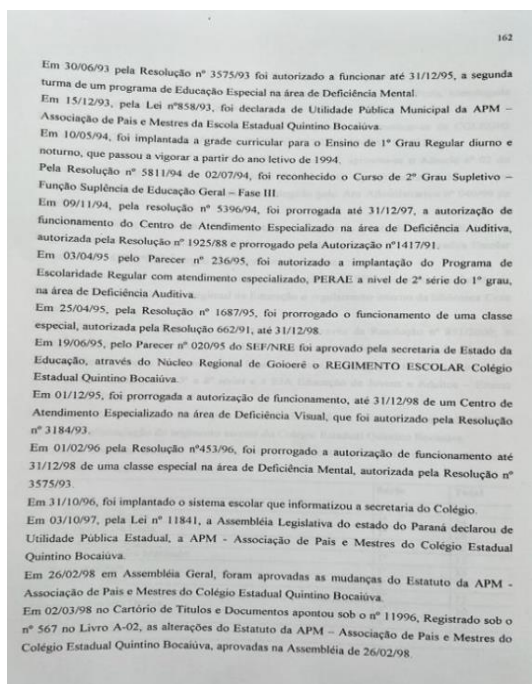 162
Em 30/06/93 pela Resolução nº 3575/93 foi autorizado a funcionar até 31/12/95, a segunda
turma de um programa de Educação Especial na área de Deficiência Mental.
Em 15/12/93, pela Lei nº858/93, foi declarada de Utilidade Pública Municipal da APM –
Associação de Pais e Mestres da Escola Estadual Quintino Bocaiúva.
Em 10/05/94, foi implantada a grade curricular para o Ensino de 1º Grau Regular diurno e
noturno, que passou a vigorar a partir do ano letivo de 1994.
Pela Resolução nº 5811/94 de 02/07/94, foi reconhecido o Curso de 2º Grau Supletivo –
Função Suplência de Educação Geral – Fase III.
Em 09/11/94, pela resolução nº 5396/94, foi prorrogada até 31/12/97, a autorização de
funcionamento do Centro de Atendimento Especializado na área de Deficiência Auditiva,
autorizada pela Resolução nº 1925/88 e prorrogado pela Autorização nº1417/91.
Em 03/04/95 pelo Parecer nº 236/95, foi autorizado a implantação do Programa de
Escolaridade Regular com atendimento especializado, PERAE a nível de 2ª série do 1º grau,
na área de Deficiência Auditiva.
Em 25/04/95, pela Resolução nº 1687/95, foi prorrogado o funcionamento de uma classe
especial, autorizada pela Resolução 662/91, até 31/12/98.
Em 19/06/95, pelo Parecer nº 020/95 do SEF/NRE foi aprovado pela secretaria de Estado da
Educação, através do Núcleo Regional de Goioerê o REGIMENTO ESCOLAR Colégio
Estadual Quintino Bocaiúva.
Em 01/12/95, foi prorrogada a autorização de funcionamento, até 31/12/98 de um Centro de
Atendimento Especializado na área de Deficiência Visual, que foi autorizado pela Resolução
nº 3184/93.
Em 01/02/96 pela Resolução nº453/96, foi prorrogado a autorização de funcionamento até
31/12/98 de uma classe especial na área de Deficiência Mental, autorizada pela Resolução nº
3575/93.
Em 31/10/96, foi implantado o sistema escolar que informatizou a secretaria do Colégio.
Em 03/10/97, pela Lei nº 11841, a Assembléia Legislativa do estado do Paraná declarou de
Utilidade Pública Estadual, a APM - Associação de Pais e Mestres do Colégio Estadual
Quintino Bocaiúva.
Em 26/02/98 em Assembléia Geral, foram aprovadas as mudanças do Estatuto da APM -
Associação de Pais e Mestres do Colégio Estadual Quintino Bocaiúva.
Em 02/03/98 no Cartório de Títulos e Documentos apontou sob o nº 11996, Registrado sob o
nº 567 no Livro A-02, as alterações do Estatuto da APM – Associação de Pais e Mestres do
Colégio Estadual Quintino Bocaiúva, aprovadas na Assembléia de 26/02/98.